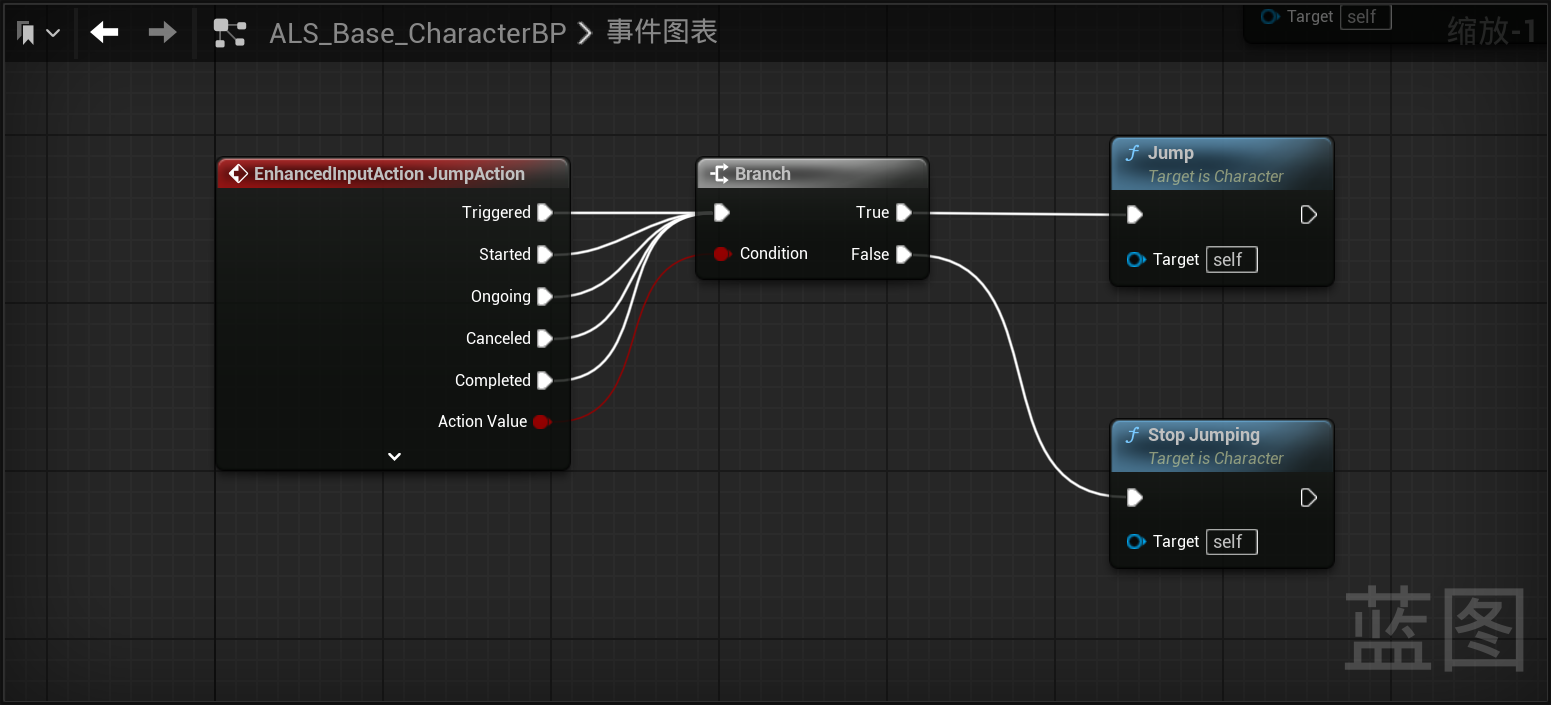 ALS_Base_CharacterBP > 事件图表
Target self
缩放-1
EnhancedInputAction JumpAction
Triggered
Started
Ongoing
Canceled
Completed
Action Value
Branch
True
Condition
False
Jump
Target is Character
Target self
Stop Jumping
Target is Character
Target self
蓝图